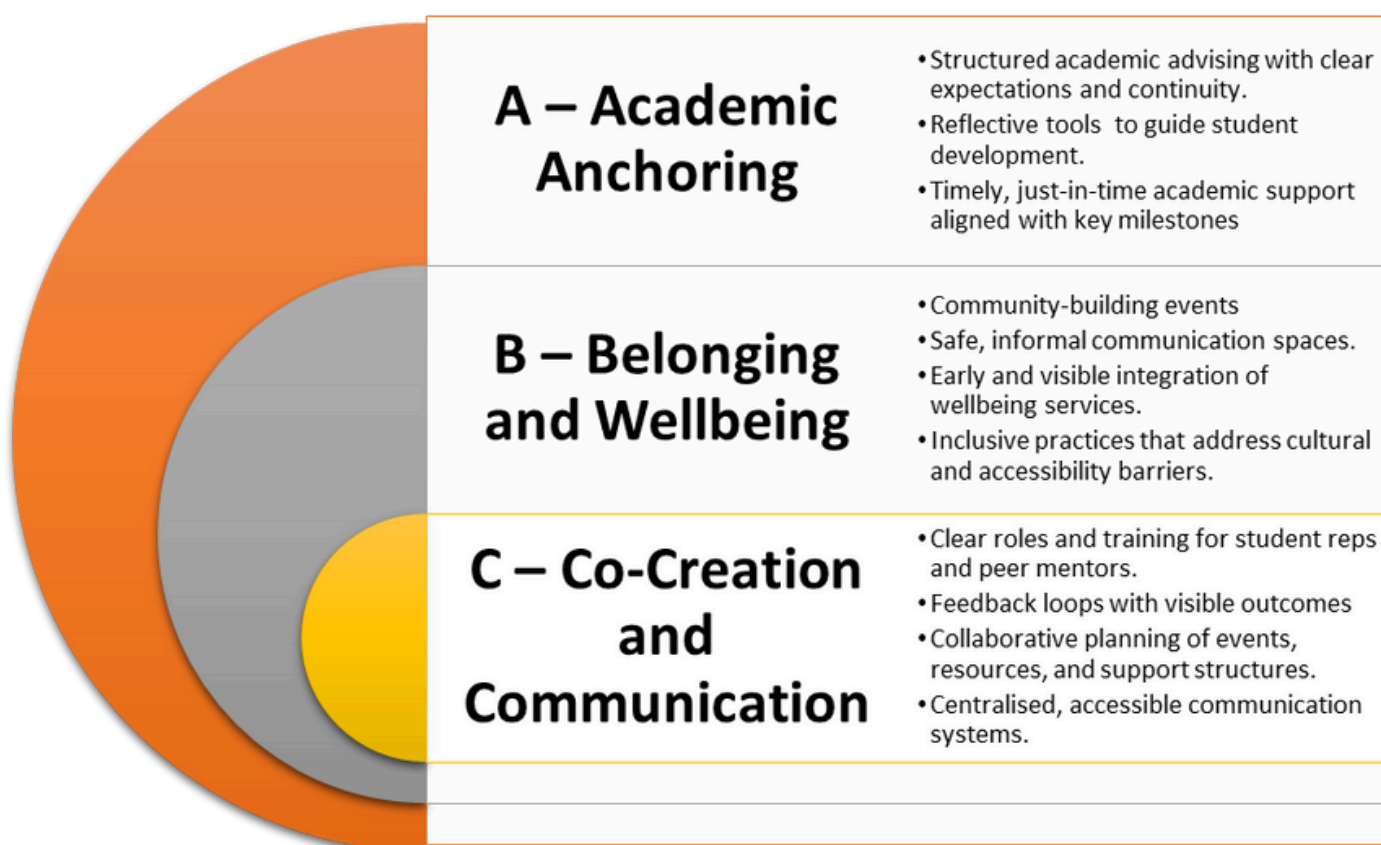 A – Academic
Anchoring
•Structured academic advising with clear
expectations and continuity.
•Reflective tools to guide student
development.
•Timely, just-in-time academic support
aligned with key milestones
B – Belonging
and Wellbeing
•Community-building events
•Safe, informal communication spaces.
•Early and visible integration of
wellbeing services.
•Inclusive practices that address cultural
and accessibility barriers.
C – Co-Creation
and
Communication
•Clear roles and training for student reps
and peer mentors.
•Feedback loops with visible outcomes
•Collaborative planning of events,
resources, and support structures.
•Centralised, accessible communication
systems.